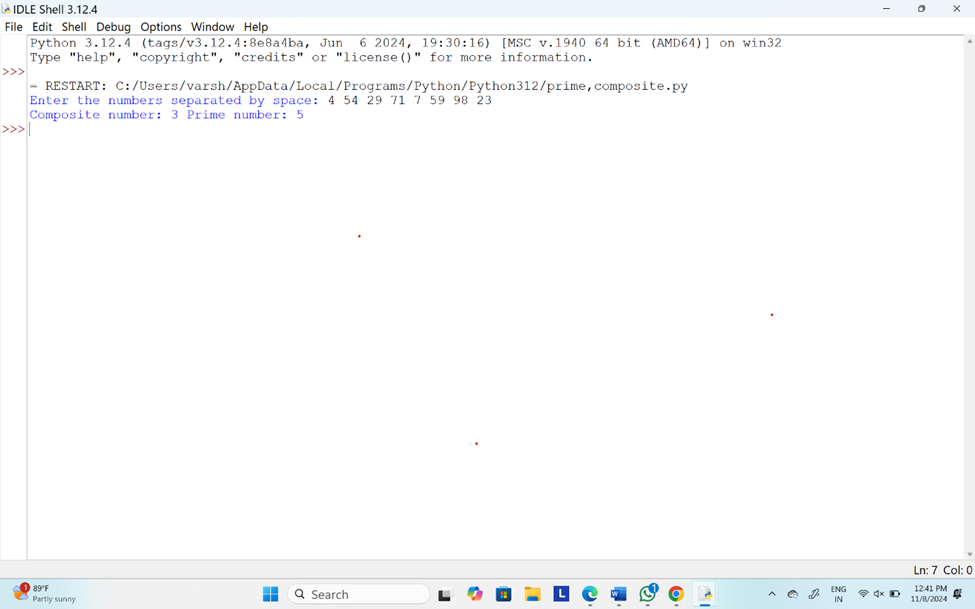 IDLE Shell 3.12.4
File Edit Shell Debug Options Window Help
Python 3.12.4 (tags/v3.12.4:8e8a4ba, Jun  6 2024, 19:30:16) [MSC v.1940 64 bit (AMD64)] on win32
Type "help", "copyright", "credits" or "license()" for more information.
>>>
= RESTART: C:/Users/varsh/AppData/Local/Programs/Python/Python312/prime,composite.py
Enter the numbers separated by space: 4 54 29 71 7 59 98 23
Composite number: 3 Prime number: 5
>>>
Ln: 7 Col: 0
1
89°F
Partly sunny
Search
L
W
1
ENG
IN
12:41 PM
11/8/2024